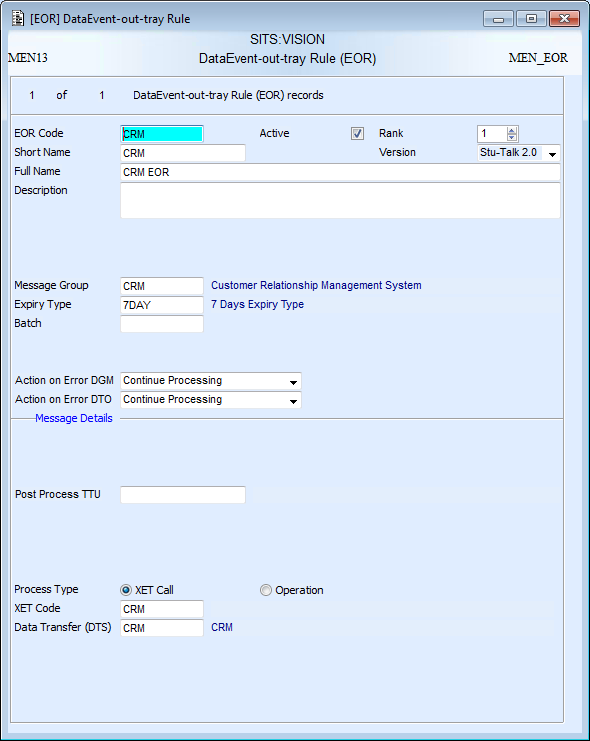 [EOR] DataEvent-out-tray Rule
SITS:VISION
MEN13 DataEvent-out-tray Rule (EOR) MEN_EOR
1 of 1 DataEvent-out-tray Rule (EOR) records
EOR Code CRM Active Rank 1
Short Name CRM Version Stu-Talk 2.0
Full Name CRM EOR
Description
Message Group CRM Customer Relationship Management System
Expiry Type 7DAY 7 Days Expiry Type
Batch
Action on Error DGM Continue Processing
Action on Error DTO Continue Processing
Message Details
Post Process TTU
Process Type XET Call Operation
XET Code CRM
Data Transfer (DTS) CRM CRM